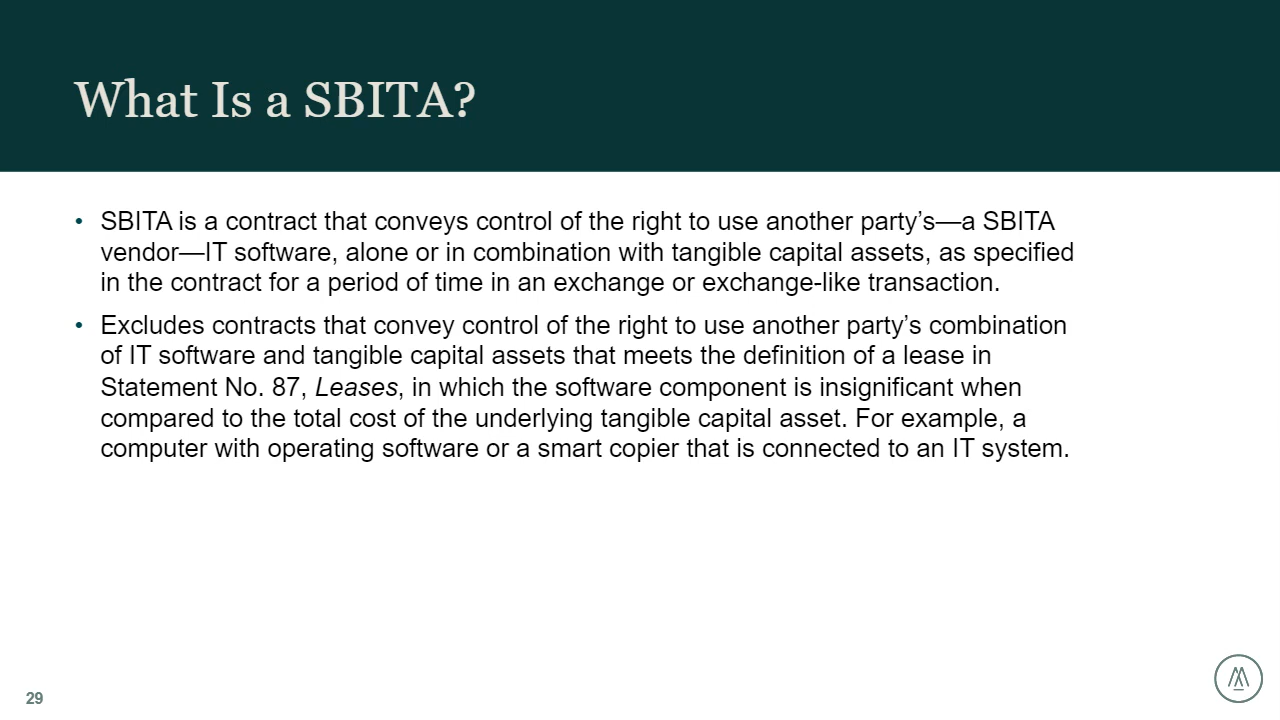 What Is a SBITA?
• SBITA is a contract that conveys control of the right to use another party’s—a SBITA
vendor—IT software, alone or in combination with tangible capital assets, as specified
in the contract for a period of time in an exchange or exchange-like transaction.
• Excludes contracts that convey control of the right to use another party’s combination
of IT software and tangible capital assets that meets the definition of a lease in
Statement No. 87, Leases, in which the software component is insignificant when
compared to the total cost of the underlying tangible capital asset. For example, a
computer with operating software or a smart copier that is connected to an IT system.
29